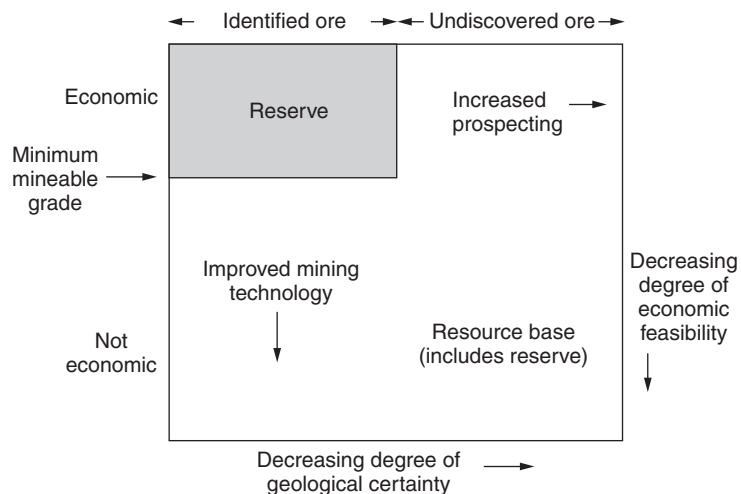 Identified ore
Undiscovered ore
Economic
Reserve
Increased
prospecting
Minimum
mineable
grade
Improved mining
technology
Decreasing
degree of
economic
feasibility
Not
economic
Resource base
(includes reserve)
Decreasing degree of
geological certainty